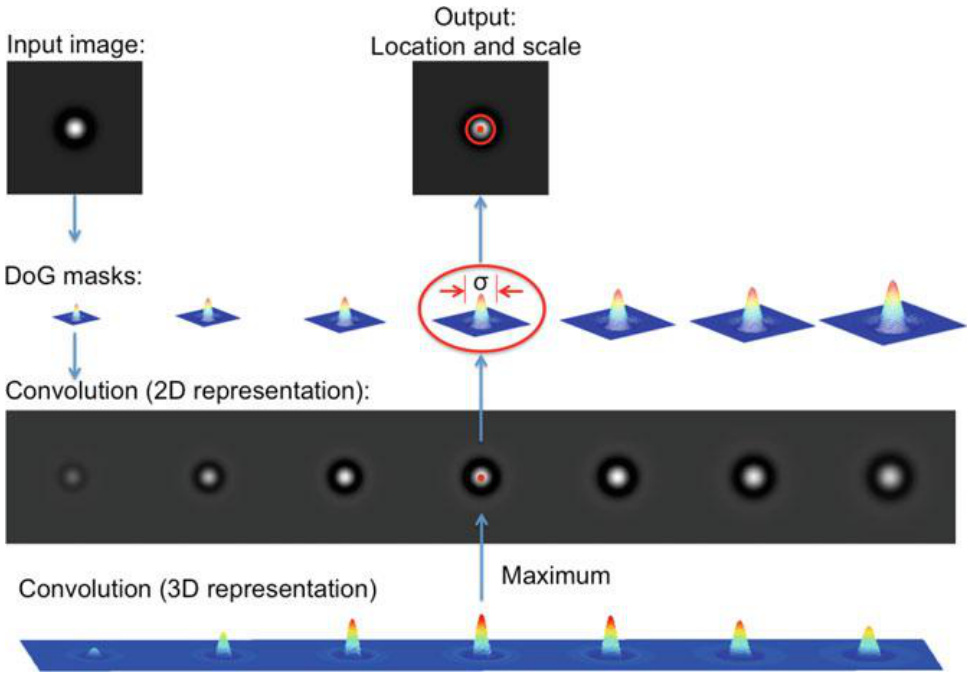 Input image:
Output:
Location and scale
DoG masks:
σ
Convolution (2D representation):
Maximum
Convolution (3D representation)